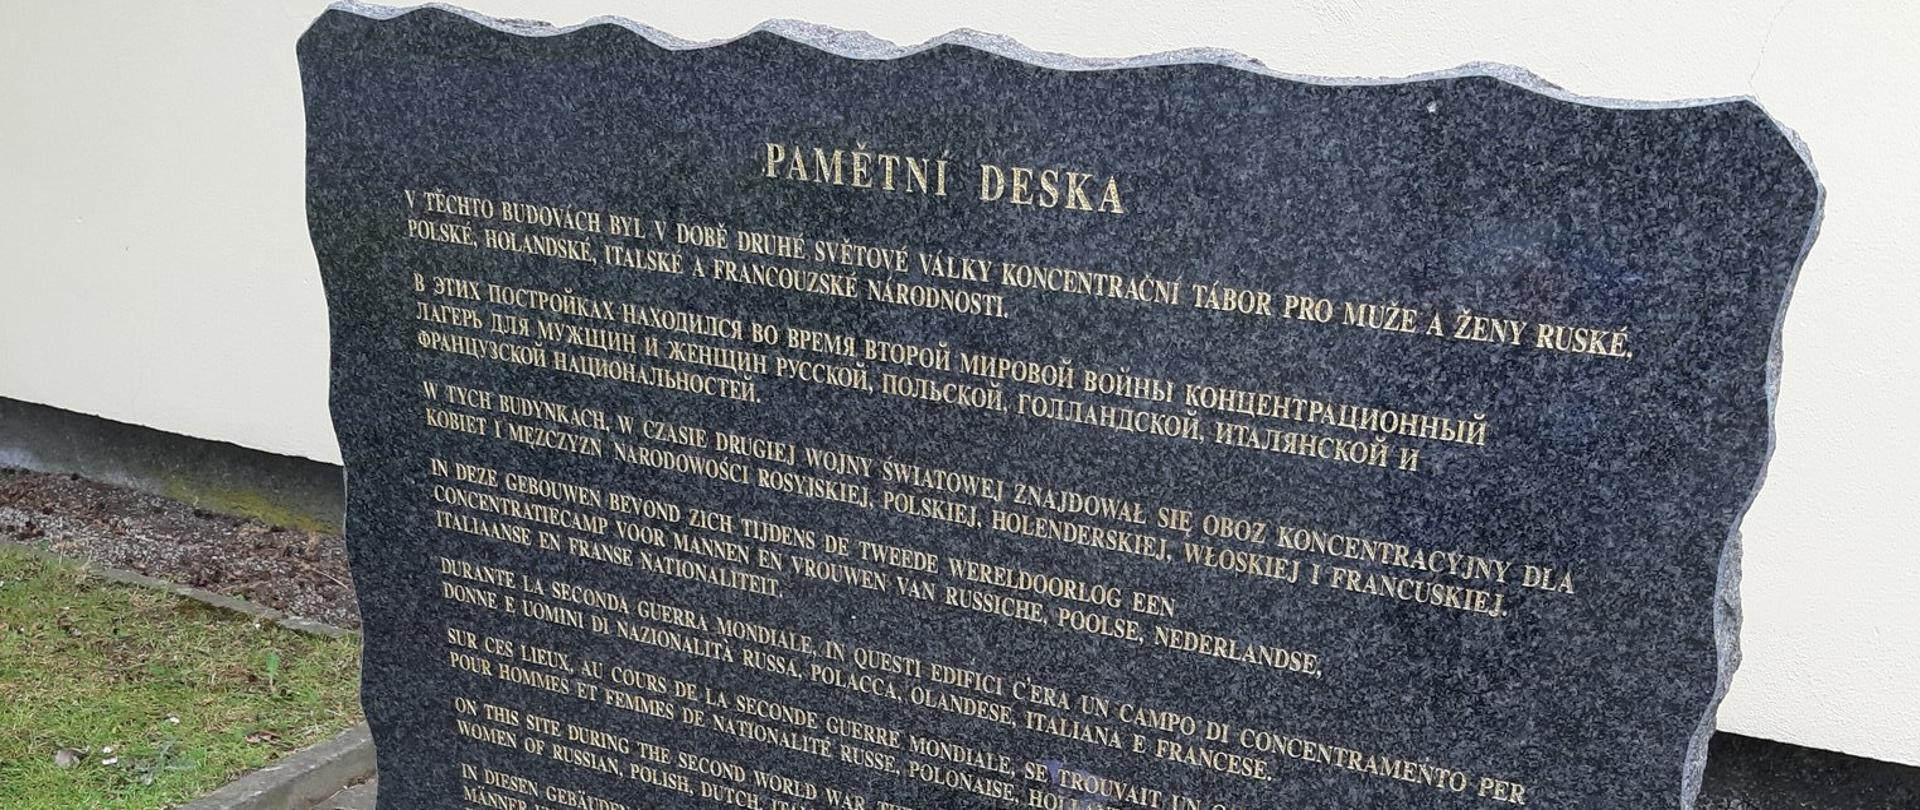 PAMĚTNÍ DESKA
V TĚCHTO BUDOVÁCH BYL V DOBĚ DRUHÉ SVĚTOVÉ VÁLKY KONCENTRAČNÍ TÁBOR PRO MUŽE A ŽENY RUSKÉ,
POLSKÉ, HOLANDSKÉ, ITALSKÉ A FRANCOUZSKÉ NÁRODNOSTI.
В ЭТИХ ПОСТРОЙКАХ НАХОДИЛСЯ ВО ВРЕМЯ ВТОРОЙ МИРОВОЙ ВОЙНЫ КОНЦЕНТРАЦИОННЫЙ
ЛАГЕРЬ ДЛЯ МУЖЩИН И ЖЕНЩИН РУССКОЙ, ПОЛЬСКОЙ, ГОЛЛАНДСКОЙ, ИТАЛЯНСКОЙ И
ФРАНЦУЗСКОЙ НАЦИОНАЛЬНОСТЕЙ.
W TYCH BUDYNKACH, W CZASIE DRUGIEJ WOJNY ŚWIATOWEJ ZNAJDOWAŁ SIĘ OBOZ KONCENTRACYJNY DLA
KOBIET I MĘZCZYZN NARODOWOŚCI ROSYJSKIEJ, POLSKIEJ, HOLENDERSKIEJ, WŁOSKIEJ I FRANCUSKIEJ.
IN DEZE GEBOUWEN BEVOND ZICH TIJDENS DE TWEEDE WERELDOORLOG EEN
CONCENTRATIECAMP VOOR MANNEN EN VROUWEN VAN RUSSICHE, POOLSE, NEDERLANDSE,
ITALIAANSE EN FRANSE NATIONALITEIT.
DURANTE LA SECONDA GUERRA MONDIALE, IN QUESTI EDIFICI C'ERA UN CAMPO DI CONCENTRAMENTO PER
DONNE E UOMINI DI NAZIONALITÀ RUSSA, POLACCA, OLANDESE, ITALIANA E FRANCESE.
SUR CES LIEUX, AU COURS DE LA SECONDE GUERRE MONDIALE, SE TROUVAIT UN
POUR HOMMES ET FEMMES DE NATIONALITÉ RUSSE, POLONAISE,
ON THIS SITE DURING THE SECOND WORLD WAR
WOMEN OF RUSSIAN, POLISH, DUTCH,
IN DIESEN GEBÄUDEN
MÄNNER